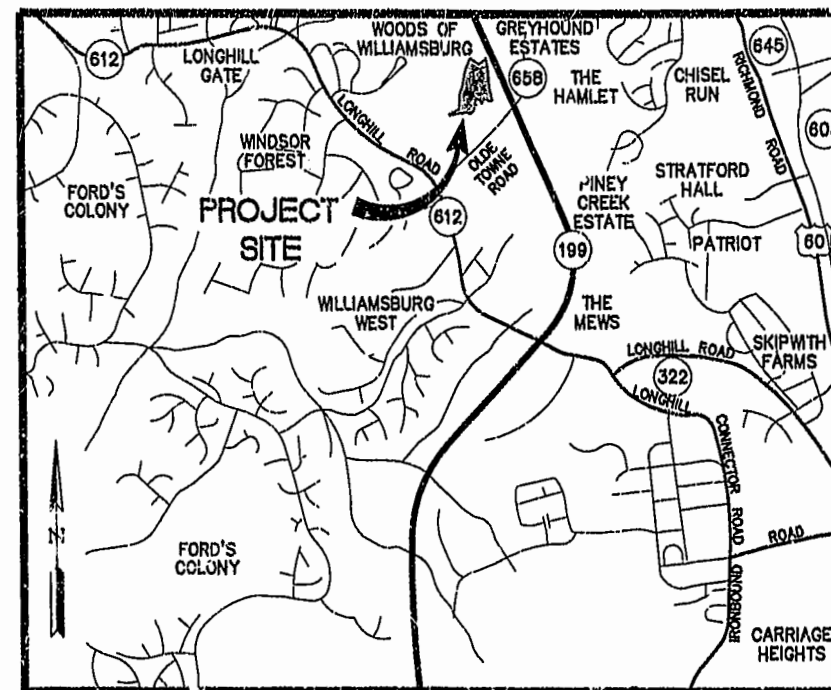 WOODS OF
WILLIAMSBURG
GREYHOUND
ESTATES
645
612
LONGHILL
GATE
658
THE
HAMLET
CHISEL
RUN
RICHMOND
ROAD
LONGHILL
ROAD
WINDSOR
FOREST
OLDE
TOWNE
ROAD
STRATFORD
HALL
FORD'S
COLONY
PINEY
CREEK
ESTATE
PROJECT
SITE
612
199
PATRIOT
60
WILLIAMSBURG
WEST
THE
MEWS
LONGHILL ROAD
SKIPWITH
FARMS
322
LONGHILL
CONNECTOR
ROAD
N
FORD'S
COLONY
ROAD
IRONBOUND
CARRIAGE
HEIGHTS